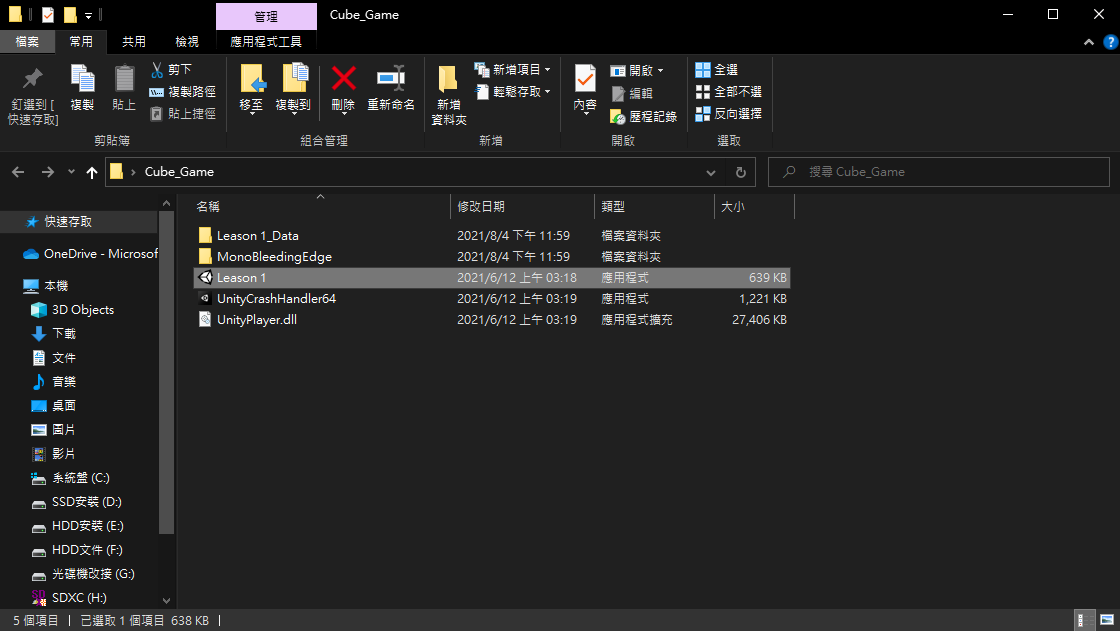 管理
Cube_Game
檔案
常用
共用
檢視
應用程式工具
?
釘選到 [
快速存取]
複製
貼上
剪下
複製路徑
貼上捷徑
剪貼簿
移至
複製到
刪除
重新命名
組合管理
新增
資料夾
新增項目
輕鬆存取
新增
內容
開啟
編輯
歷程記錄
開啟
全選
全部不選
反向選擇
選取
Cube_Game
搜尋 Cube_Game
名稱 修改日期 類型 大小
Leason 1_Data 2021/8/4 下午 11:59 檔案資料夾
MonoBleedingEdge 2021/8/4 下午 11:59 檔案資料夾
Leason 1 2021/6/12 上午 03:18 應用程式 639 KB
UnityCrashHandler64 2021/6/12 上午 03:19 應用程式 1,221 KB
UnityPlayer.dll 2021/6/12 上午 03:19 應用程式擴充 27,406 KB
快速存取
OneDrive - Microsof
本機
3D Objects
下載
文件
音樂
桌面
圖片
影片
系統盤 (C:)
SSD安裝 (D:)
HDD安裝 (E:)
HDD文件 (F:)
光碟機改接 (G:)
SDXC (H:)
5 個項目 已選取 1 個項目 638 KB